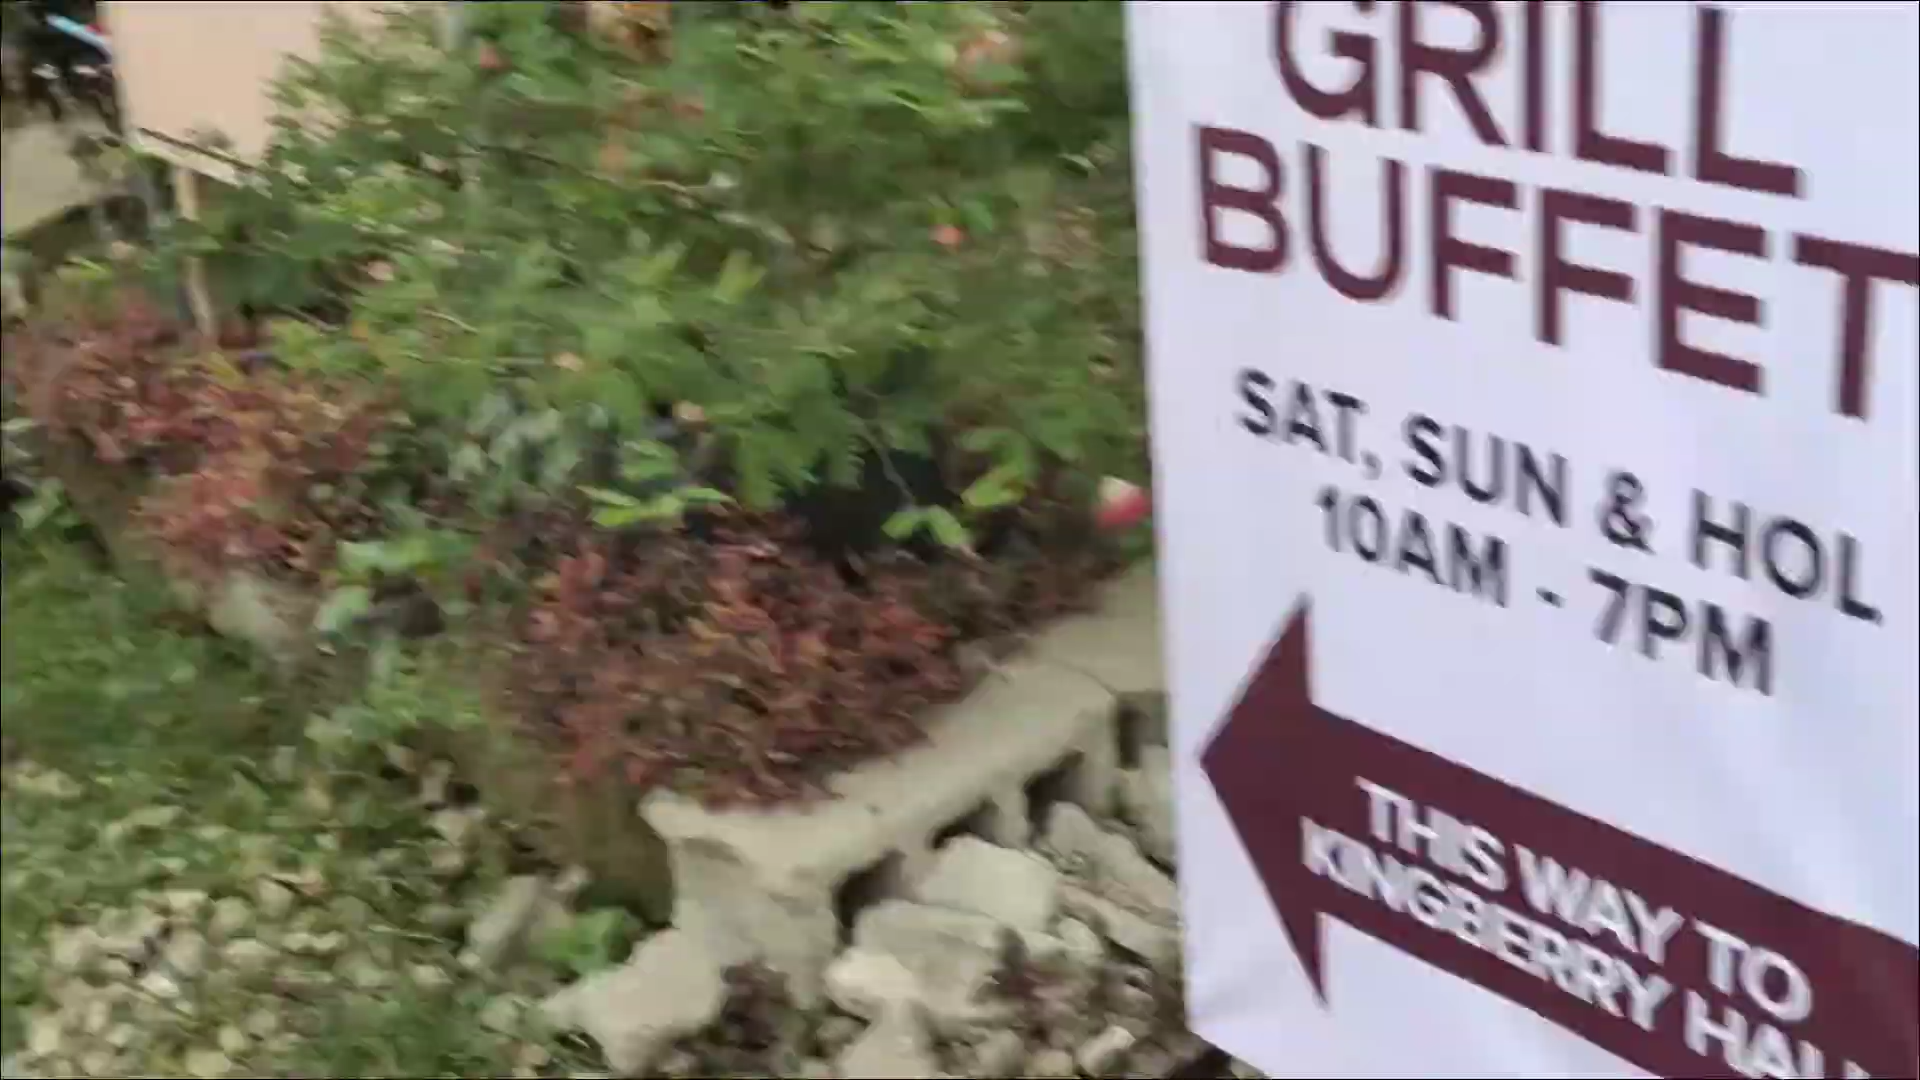 GRILL
BUFFET
SAT, SUN & HOL
10AM - 7PM
THIS WAY TO
KINGBERRY HALL